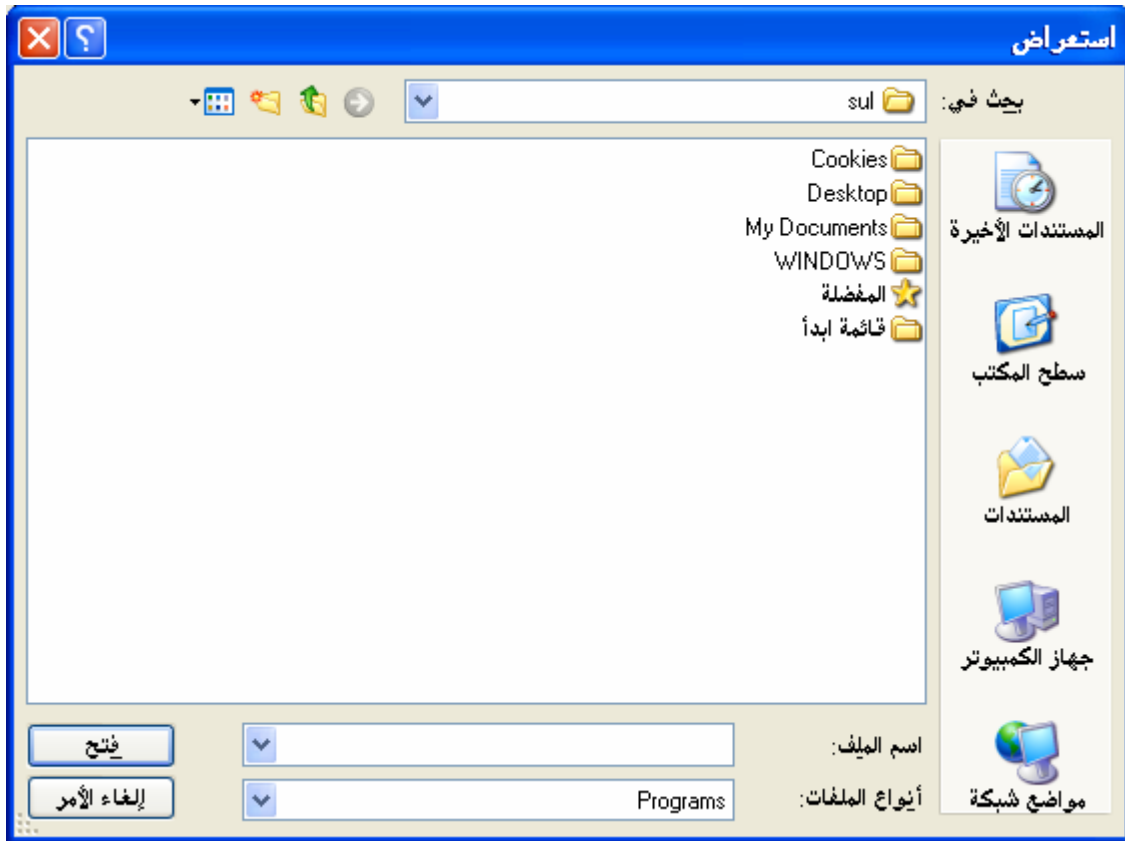 استعراض
بحث في:
sul
Cookies
Desktop
My Documents
WINDOWS
المفضلة
قائمة ابدأ
المستندات الأخيرة
سطح المكتب
المستندات
جهاز الكمبيوتر
مواضع شبكة
اسم الملف:
فتح
أنواع الملفات:
Programs
إلغاء الأمر